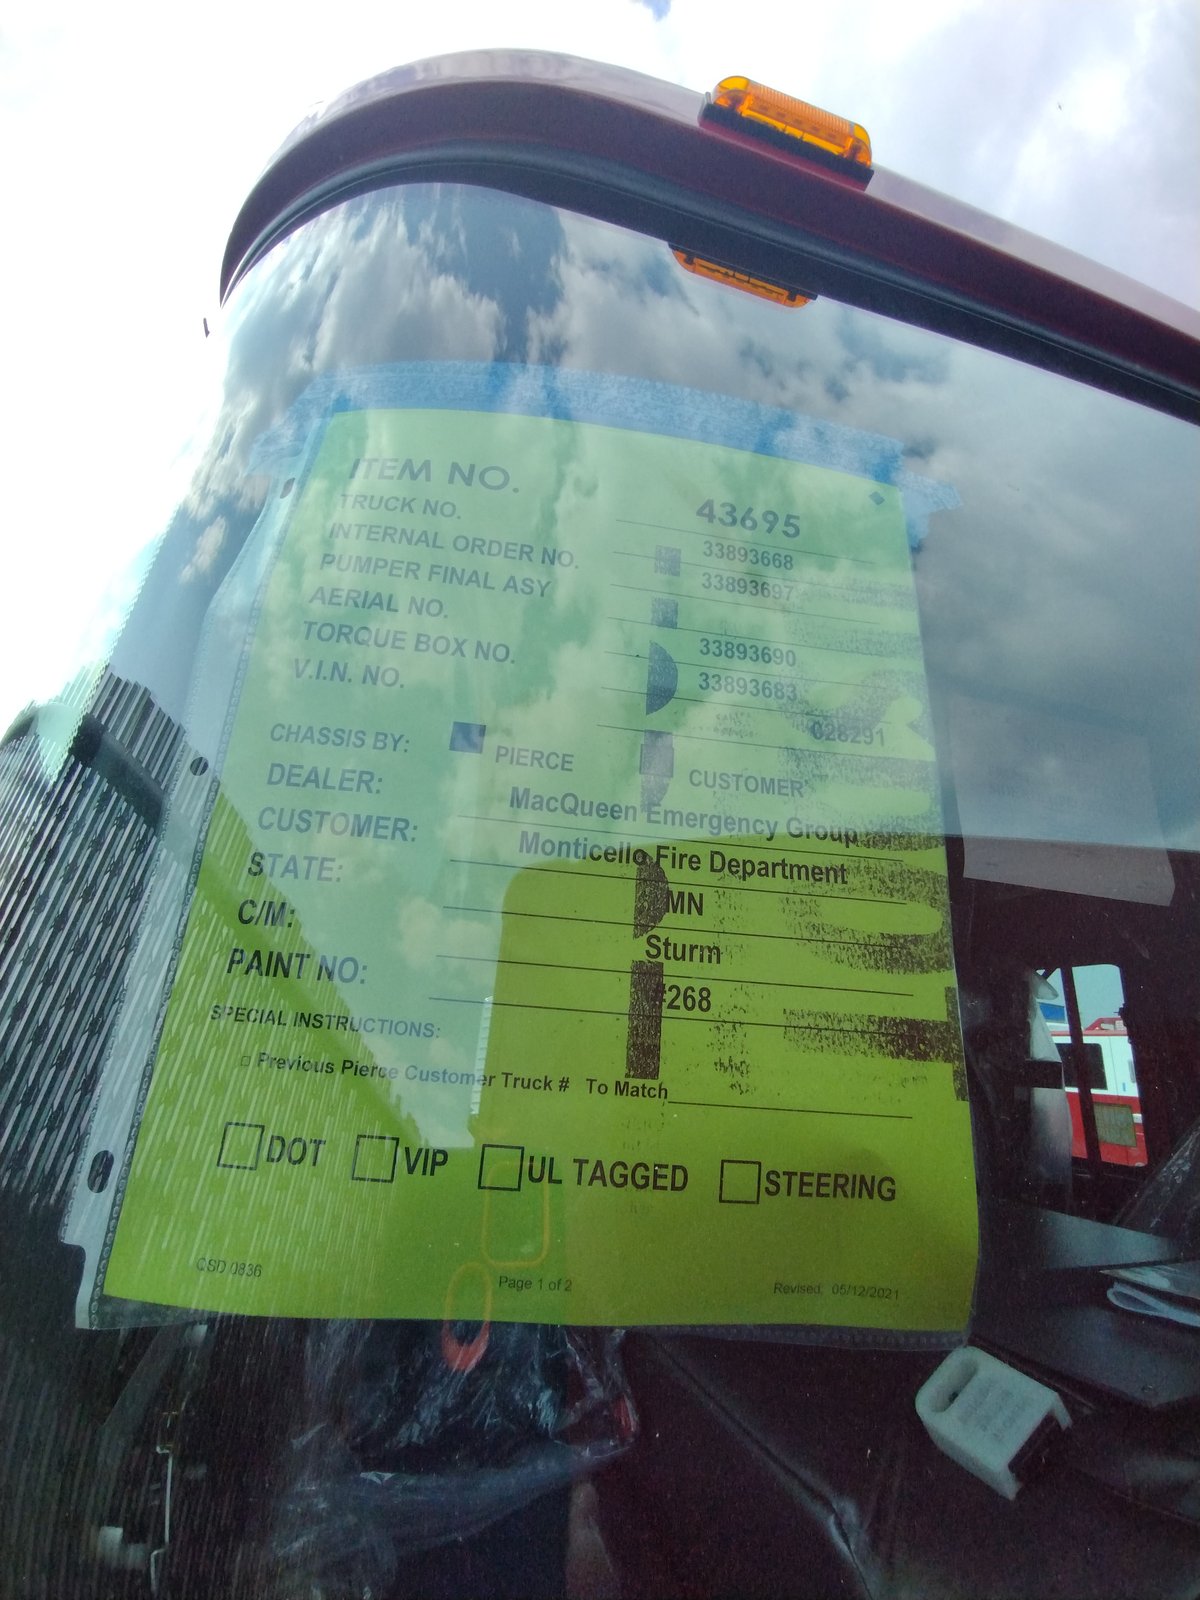 ITEM NO. 43695
TRUCK NO. 33893668
INTERNAL ORDER NO. 33893697
PUMPER FINAL ASY
AERIAL NO. 33893690
TORQUE BOX NO. 33893683
V.I.N. NO. 028291
CHASSIS BY: PIERCE CUSTOMER
DEALER: MacQueen Emergency Group
CUSTOMER: Monticello Fire Department
STATE: MN
C/M: Sturm
PAINT NO: #268
SPECIAL INSTRUCTIONS:
Previous Pierce Customer Truck # To Match
DOT VIP UL TAGGED STEERING
CSD 0836 Page 1 of 2 Revised, 05/12/2021